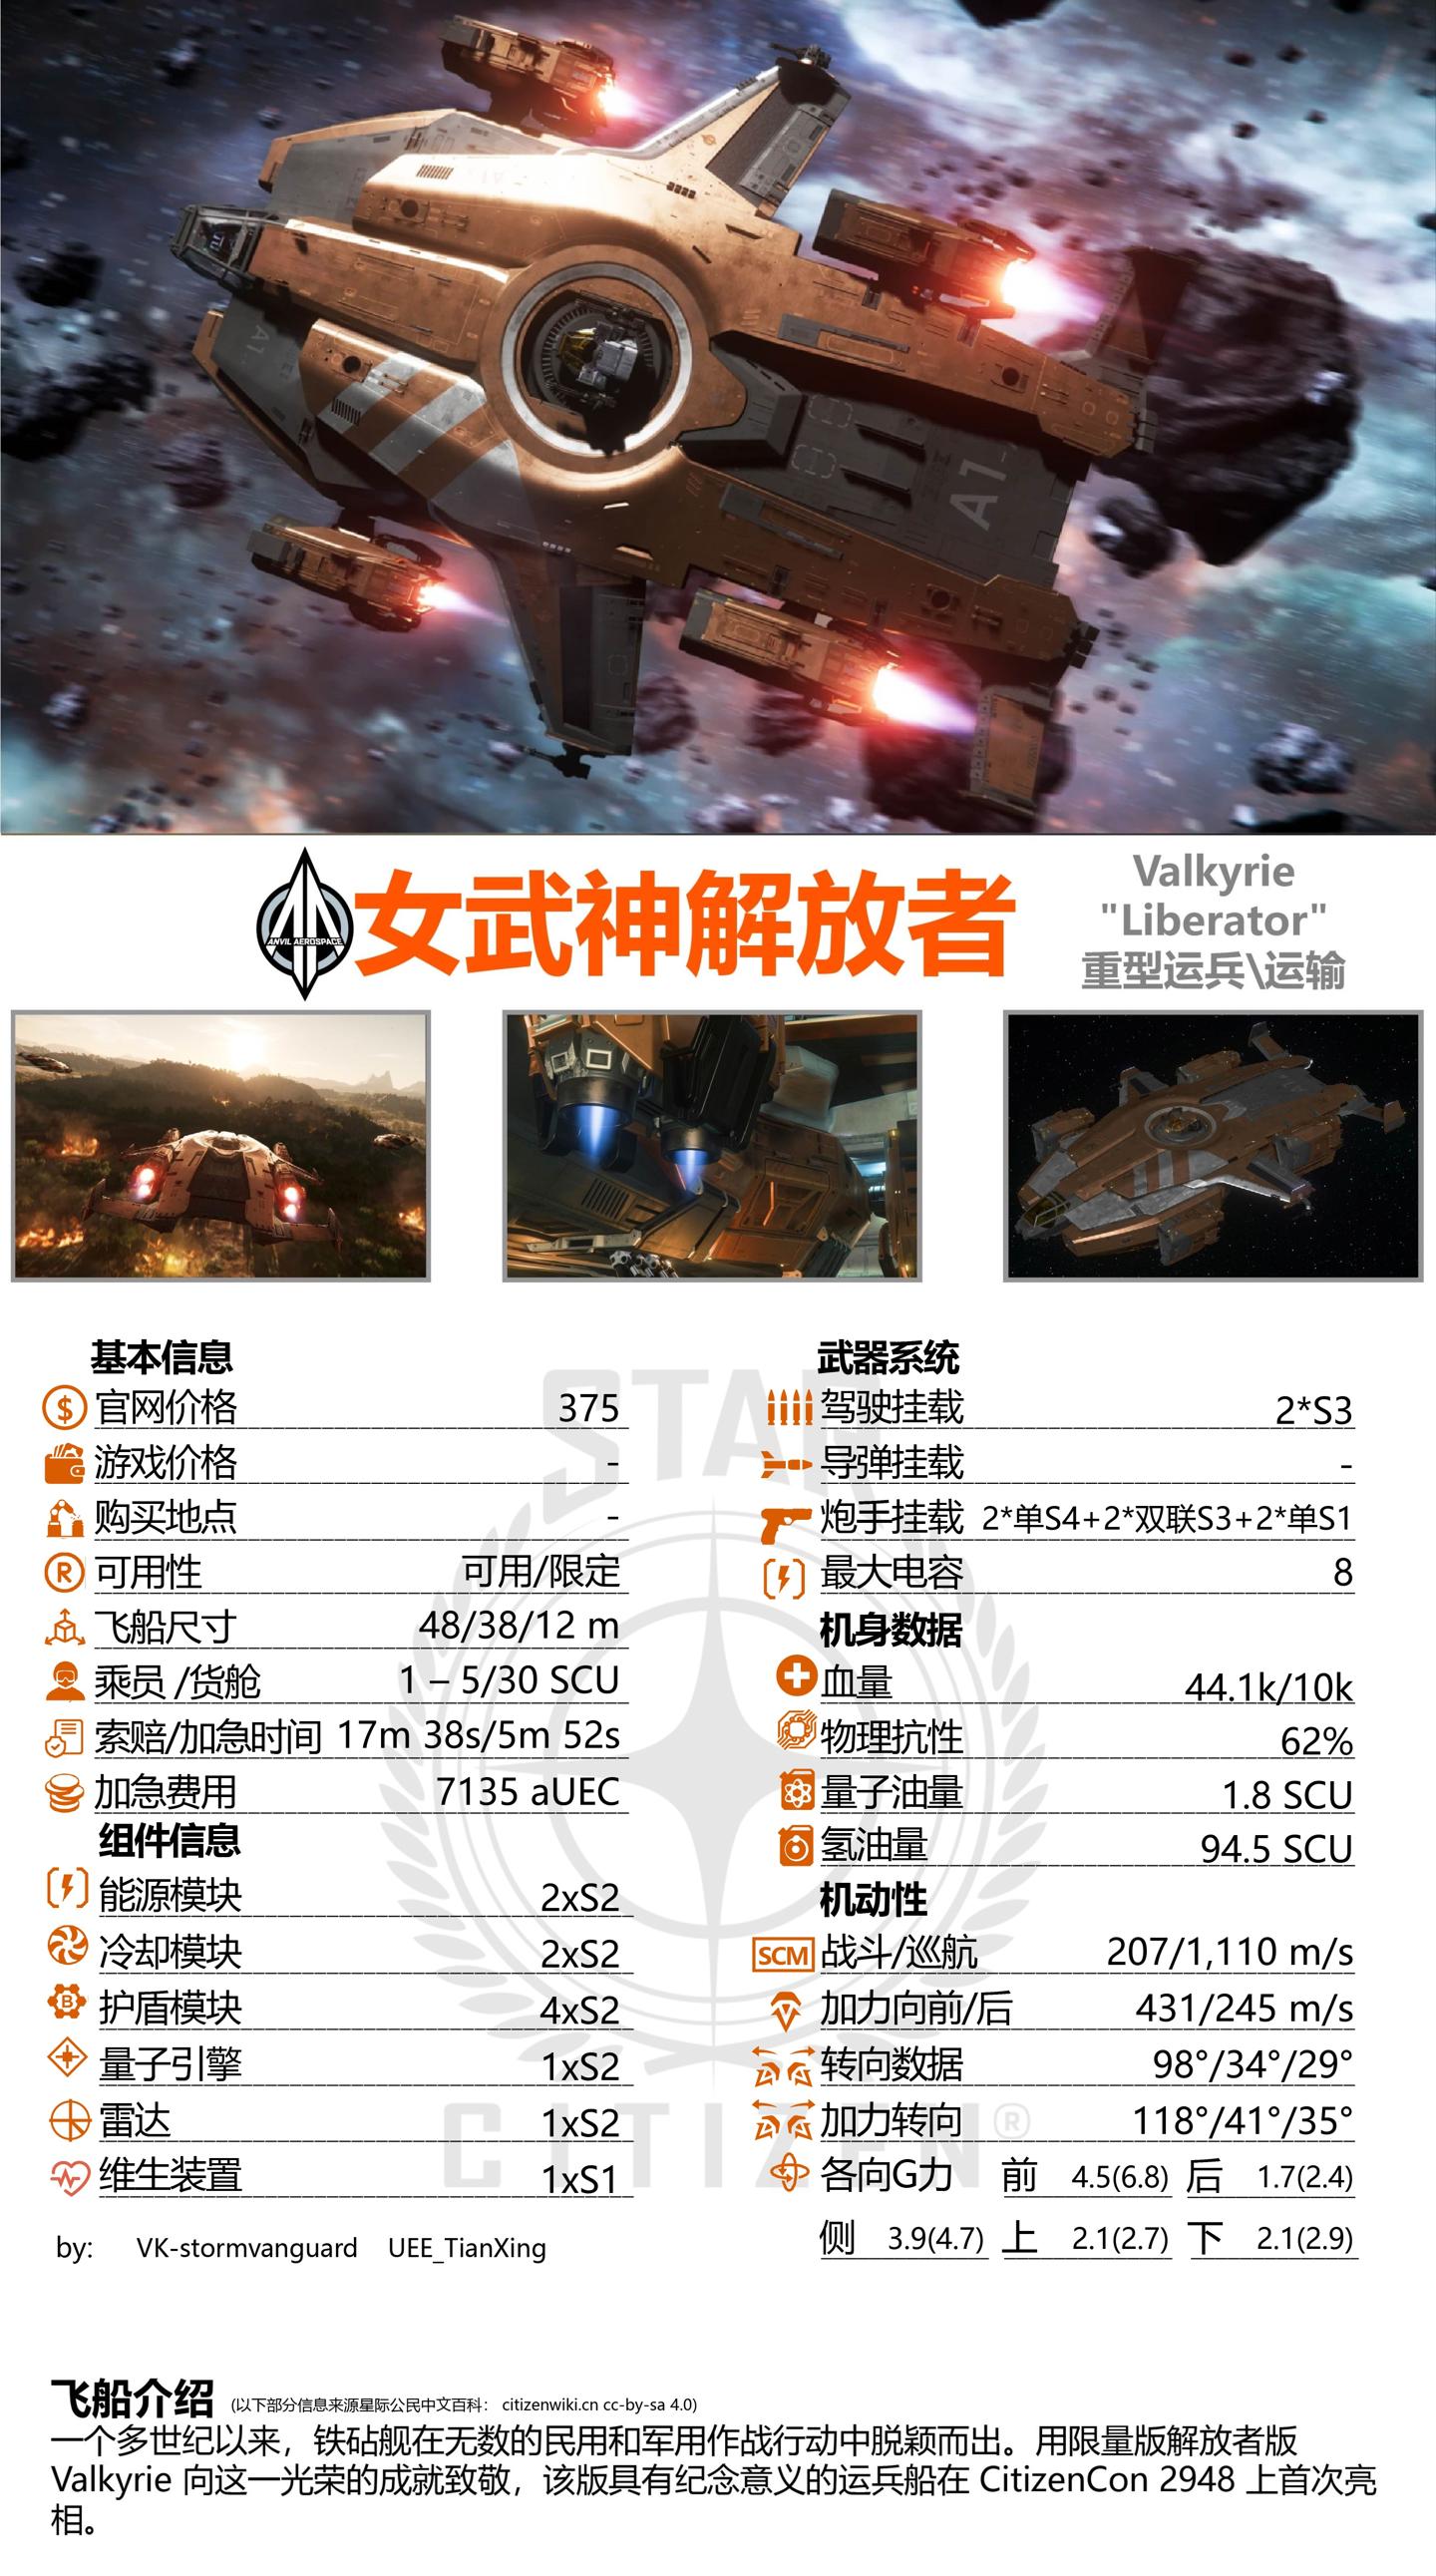 A1
A1-
ANVIL AEROSPACE
女武神解放者
Valkyrie
"Liberator"
重型运兵\运输
STAR
CITIZEN®
基本信息
官网价格 375
游戏价格 -
购买地点 -
可用性 可用/限定
飞船尺寸 48/38/12 m
乘员 /货舱 1 – 5/30 SCU
索赔/加急时间 17m 38s/5m 52s
加急费用 7135 aUEC
组件信息
能源模块 2xS2
冷却模块 2xS2
护盾模块 4xS2
量子引擎 1xS2
雷达 1xS2
维生装置 1xS1
by: VK-stormvanguard UEE_TianXing
武器系统
驾驶挂载 2*S3
导弹挂载 -
炮手挂载 2*单S4+2*双联S3+2*单S1
最大电容 8
机身数据
血量 44.1k/10k
物理抗性 62%
量子油量 1.8 SCU
氢油量 94.5 SCU
机动性
SCM 战斗/巡航 207/1,110 m/s
加力向前/后 431/245 m/s
转向数据 98°/34°/29°
加力转向 118°/41°/35°
各向G力 前 4.5(6.8) 后 1.7(2.4)
侧 3.9(4.7) 上 2.1(2.7) 下 2.1(2.9)
飞船介绍 (以下部分信息来源星际公民中文百科： citizenwiki.cn cc-by-sa 4.0)
一个多世纪以来，铁砧舰在无数的民用和军用作战行动中脱颖而出。用限量版解放者版
Valkyrie 向这一光荣的成就致敬，该版具有纪念意义的运兵船在 CitizenCon 2948 上首次亮
相。